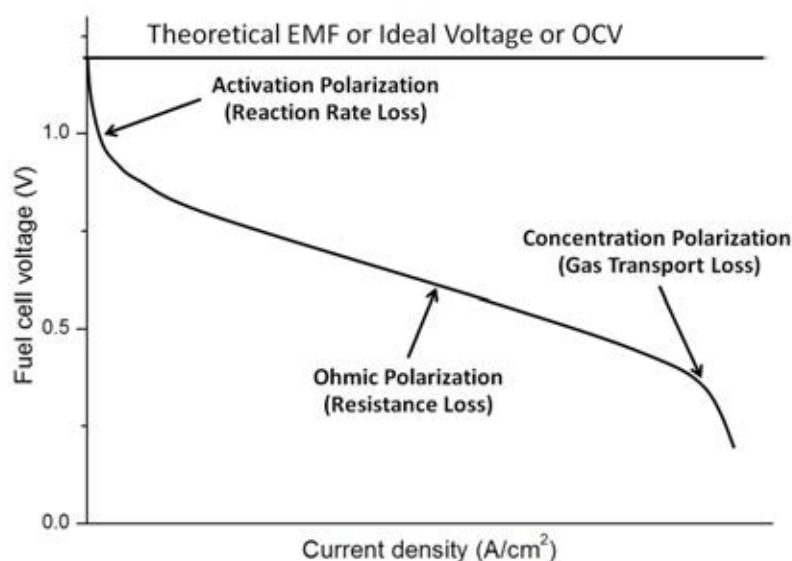 Theoretical EMF or Ideal Voltage or OCV
Activation Polarization
(Reaction Rate Loss)
1.0
Concentration Polarization
(Gas Transport Loss)
Fuel cell voltage (V)
0.5
Ohmic Polarization
(Resistance Loss)
0.0
Current density (A/cm²)